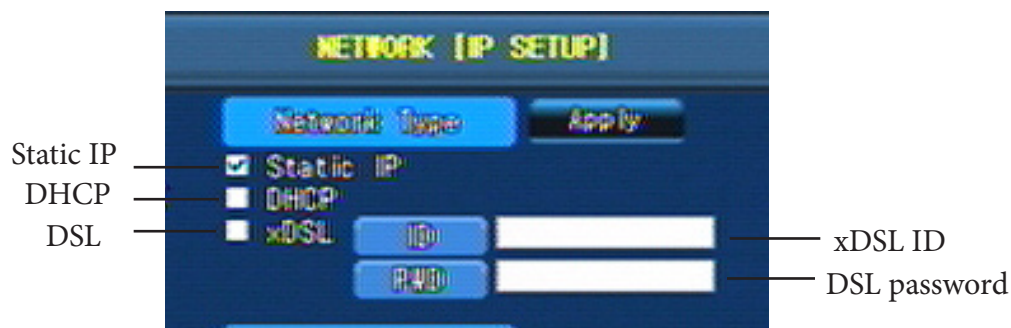 NETWORK [IP SETUP]
Network Type Apply
Static IP Static IP
DHCP DHCP
DSL xDSL ID xDSL ID
PWD DSL password